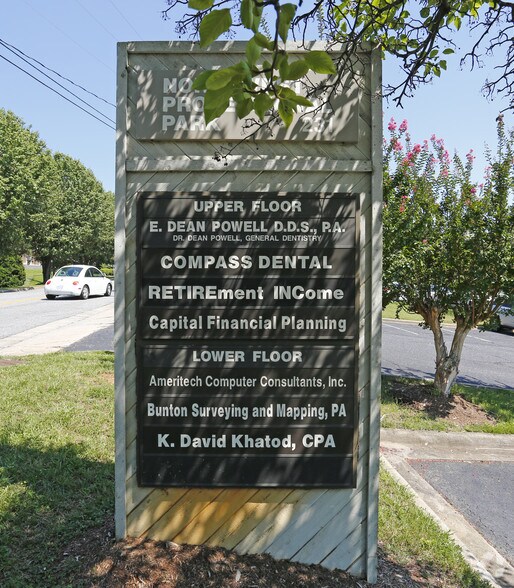 PARK
UPPER FLOOR
E. DEAN POWELL D.D.S., P.A.
DR. DEAN POWELL, GENERAL DENTISTRY
COMPASS DENTAL
RETIREment INCome
Capital Financial Planning
LOWER FLOOR
Ameritech Computer Consultants, Inc.
Bunton Surveying and Mapping, PA
K. David Khatod, CPA